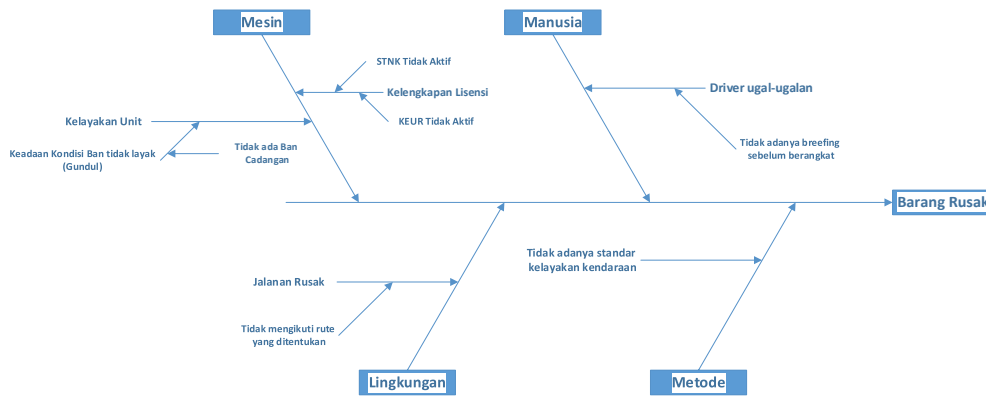 Mesin
Manusia
STNK Tidak Aktif
Kelengkapan Lisensi
KEUR Tidak Aktif
Kelayakan Unit
Keadaan Kondisi Ban tidak layak
(Gundul)
Tidak ada Ban
Cadangan
Driver ugal-ugalan
Tidak adanya breefing
sebelum berangkat
Barang Rusak
Tidak adanya standar
kelayakan kendaraan
Jalanan Rusak
Tidak mengikuti rute
yang ditentukan
Lingkungan
Metode